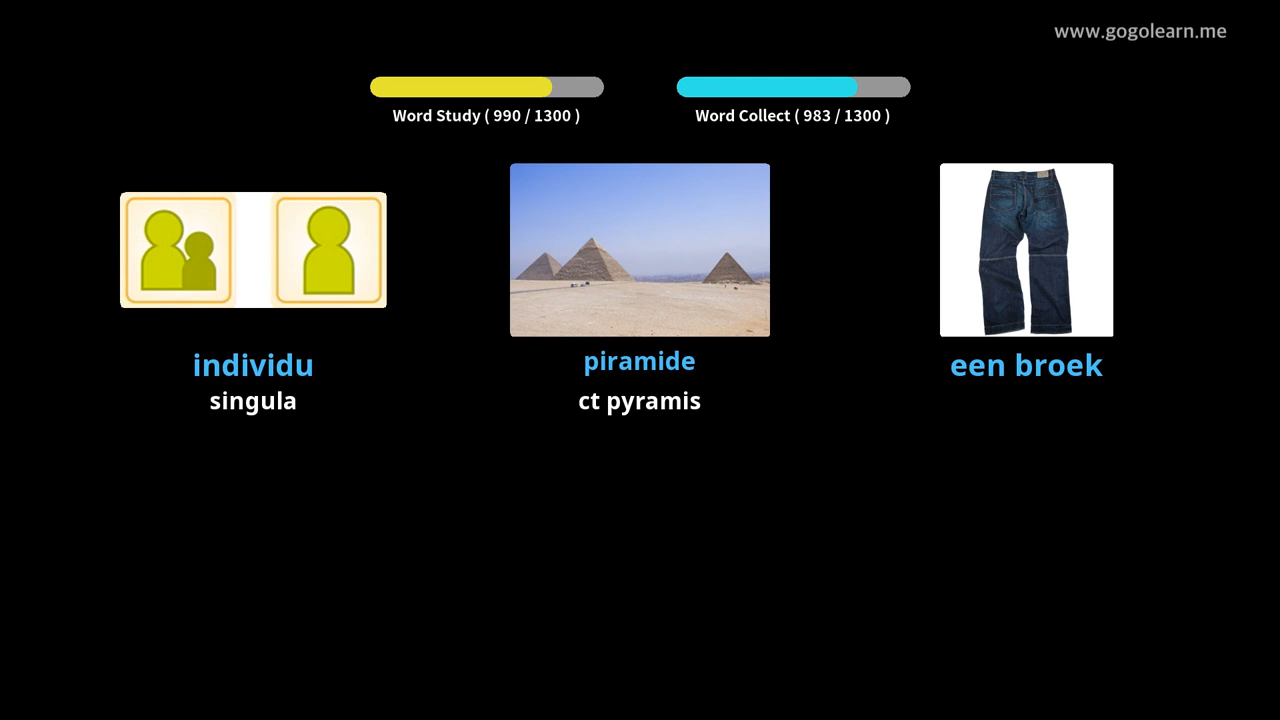 www.gogolearn.me
Word Study ( 990 / 1300 )
Word Collect ( 983 / 1300 )
individu
singula
piramide
ct pyramis
een broek